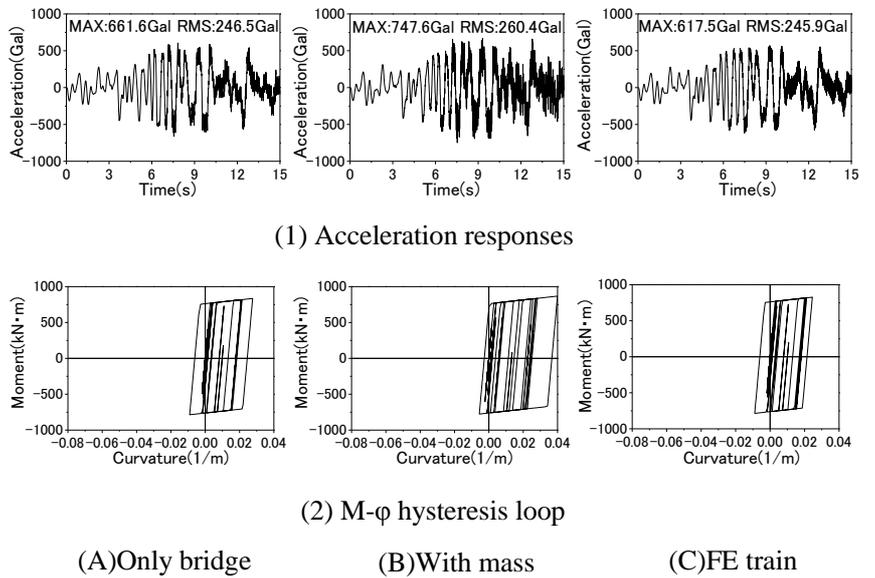 MAX:661.6Gal RMS:246.5Gal
Acceleration(Gal)
1000
500
0
−500
−1000
0 3 6 9 12 15
Time(s)
MAX:747.6Gal RMS:260.4Gal
Acceleration(Gal)
1000
500
0
−500
−1000
0 3 6 9 12 15
Time(s)
MAX:617.5Gal RMS:245.9Gal
Acceleration(Gal)
1000
500
0
−500
−1000
0 3 6 9 12 15
Time(s)
(1) Acceleration responses
Moment(kN・m)
1000
500
0
−500
−1000
−0.08 −0.06 −0.04 −0.02 0.00 0.02 0.04
Curvature(1/m)
Moment(kN・m)
1000
500
0
−500
−1000
−0.08 −0.06 −0.04 −0.02 0.00 0.02 0.04
Curvature(1/m)
Moment(kN・m)
1000
500
0
−500
−1000
−0.08 −0.06 −0.04 −0.02 0.00 0.02 0.04
Curvature(1/m)
(2) M-φ hysteresis loop
(A)Only bridge (B)With mass (C)FE train